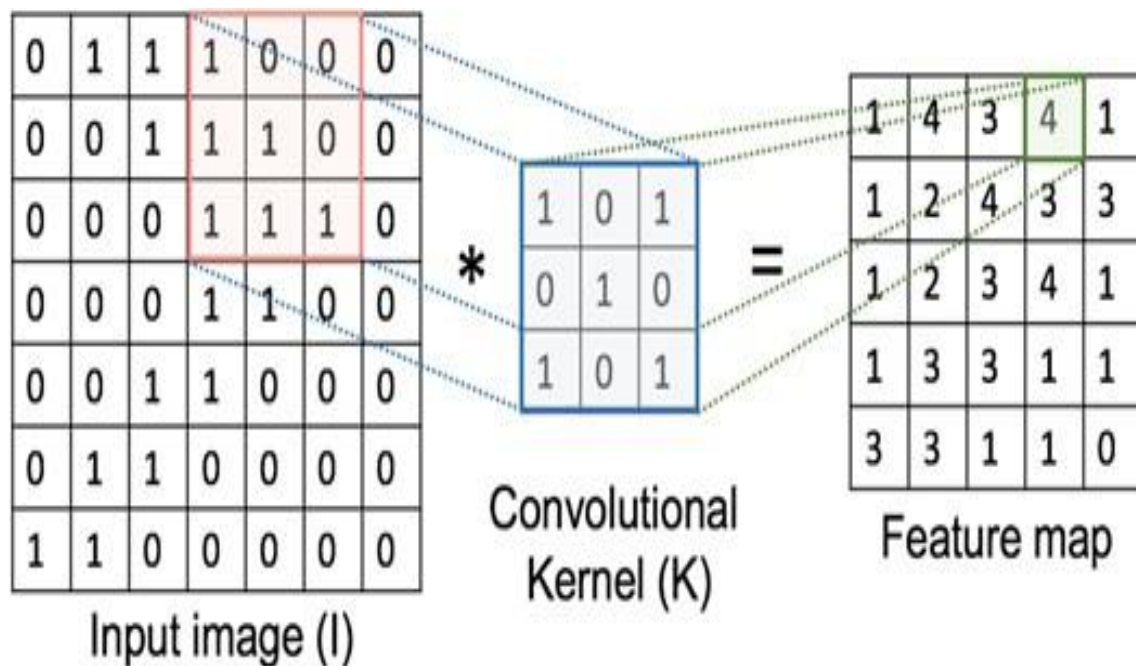 0 1 1 1 0 0 0
0 0 1 1 1 0 0
0 0 0 1 1 1 0
0 0 0 1 1 0 0
0 0 1 1 0 0 0
0 1 1 0 0 0 0
1 1 0 0 0 0 0
Input image (I)
*
1 0 1
0 1 0
1 0 1
Convolutional
Kernel (K)
=
1 4 3 4 1
1 2 4 3 3
1 2 3 4 1
1 3 3 1 1
3 3 1 1 0
Feature map